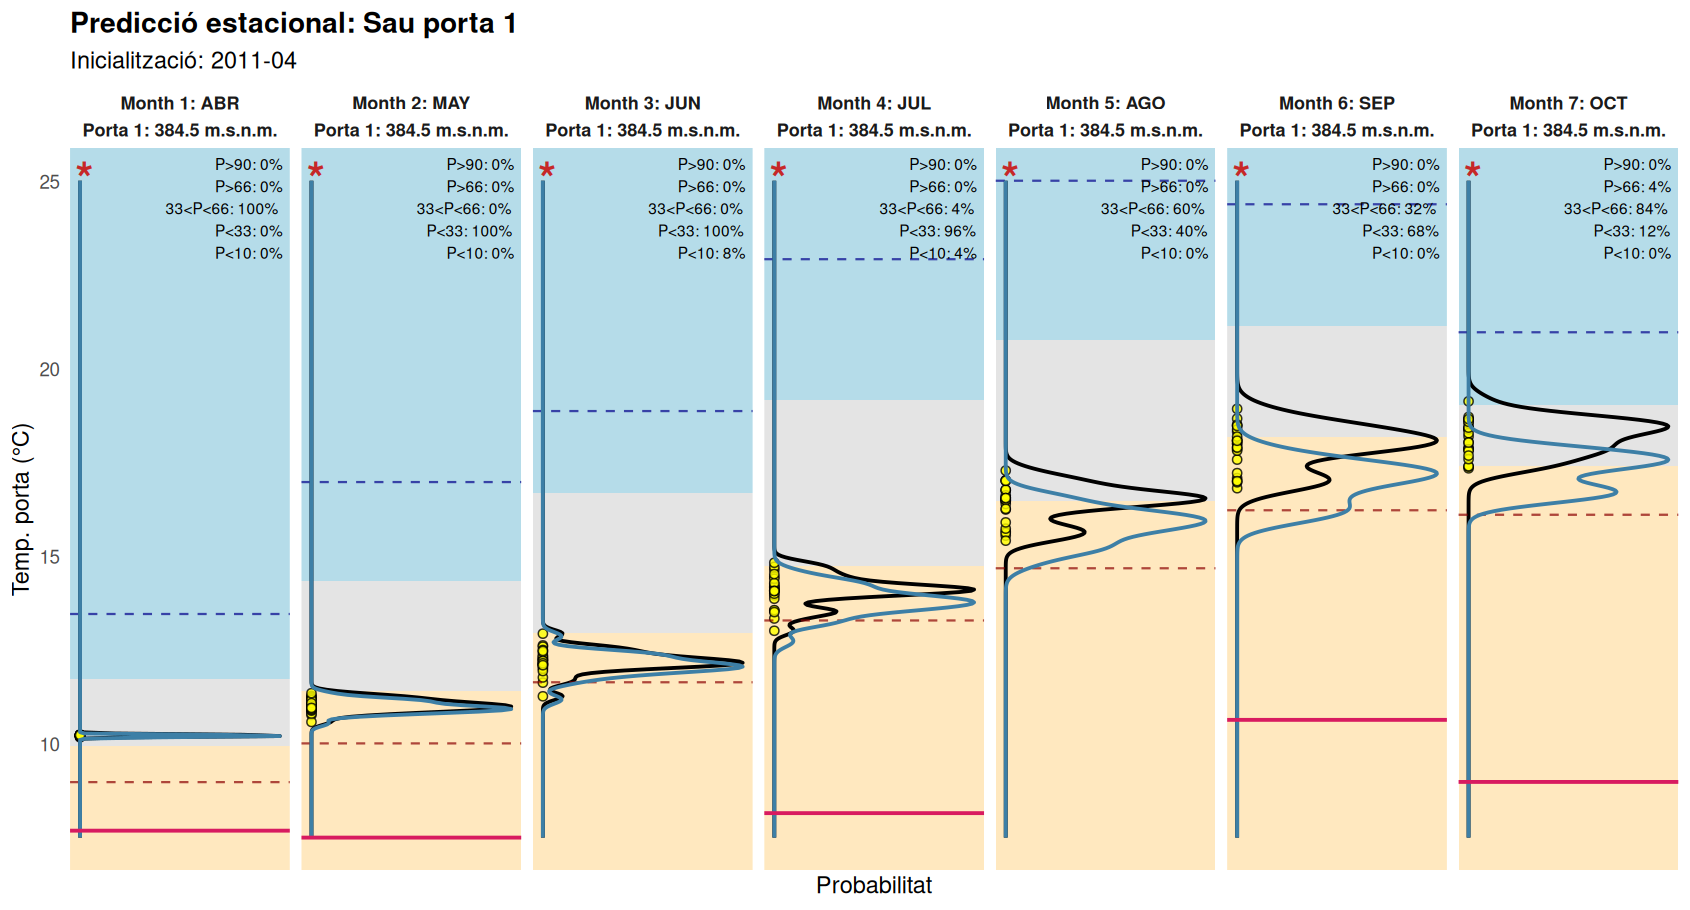 Predicció estacional: Sau porta 1
Inicialització: 2011-04
Month 1: ABR
Porta 1: 384.5 m.s.n.m.
Month 2: MAY
Porta 1: 384.5 m.s.n.m.
Month 3: JUN
Porta 1: 384.5 m.s.n.m.
Month 4: JUL
Porta 1: 384.5 m.s.n.m.
Month 5: AGO
Porta 1: 384.5 m.s.n.m.
Month 6: SEP
Porta 1: 384.5 m.s.n.m.
Month 7: OCT
Porta 1: 384.5 m.s.n.m.
*
P>90: 0%
P>66: 0%
33<P<66: 100%
P<33: 0%
P<10: 0%
*
P>90: 0%
P>66: 0%
33<P<66: 0%
P<33: 100%
P<10: 0%
*
P>90: 0%
P>66: 0%
33<P<66: 0%
P<33: 100%
P<10: 8%
*
P>90: 0%
P>66: 0%
33<P<66: 4%
P<33: 96%
P<10: 4%
*
P>90: 0%
P>66: 0%
33<P<66: 60%
P<33: 40%
P<10: 0%
*
P>90: 0%
P>66: 0%
33<P<66: 32%
P<33: 68%
P<10: 0%
*
P>90: 0%
P>66: 4%
33<P<66: 84%
P<33: 12%
P<10: 0%
25
20
15
10
Temp. porta (°C)
Probabilitat